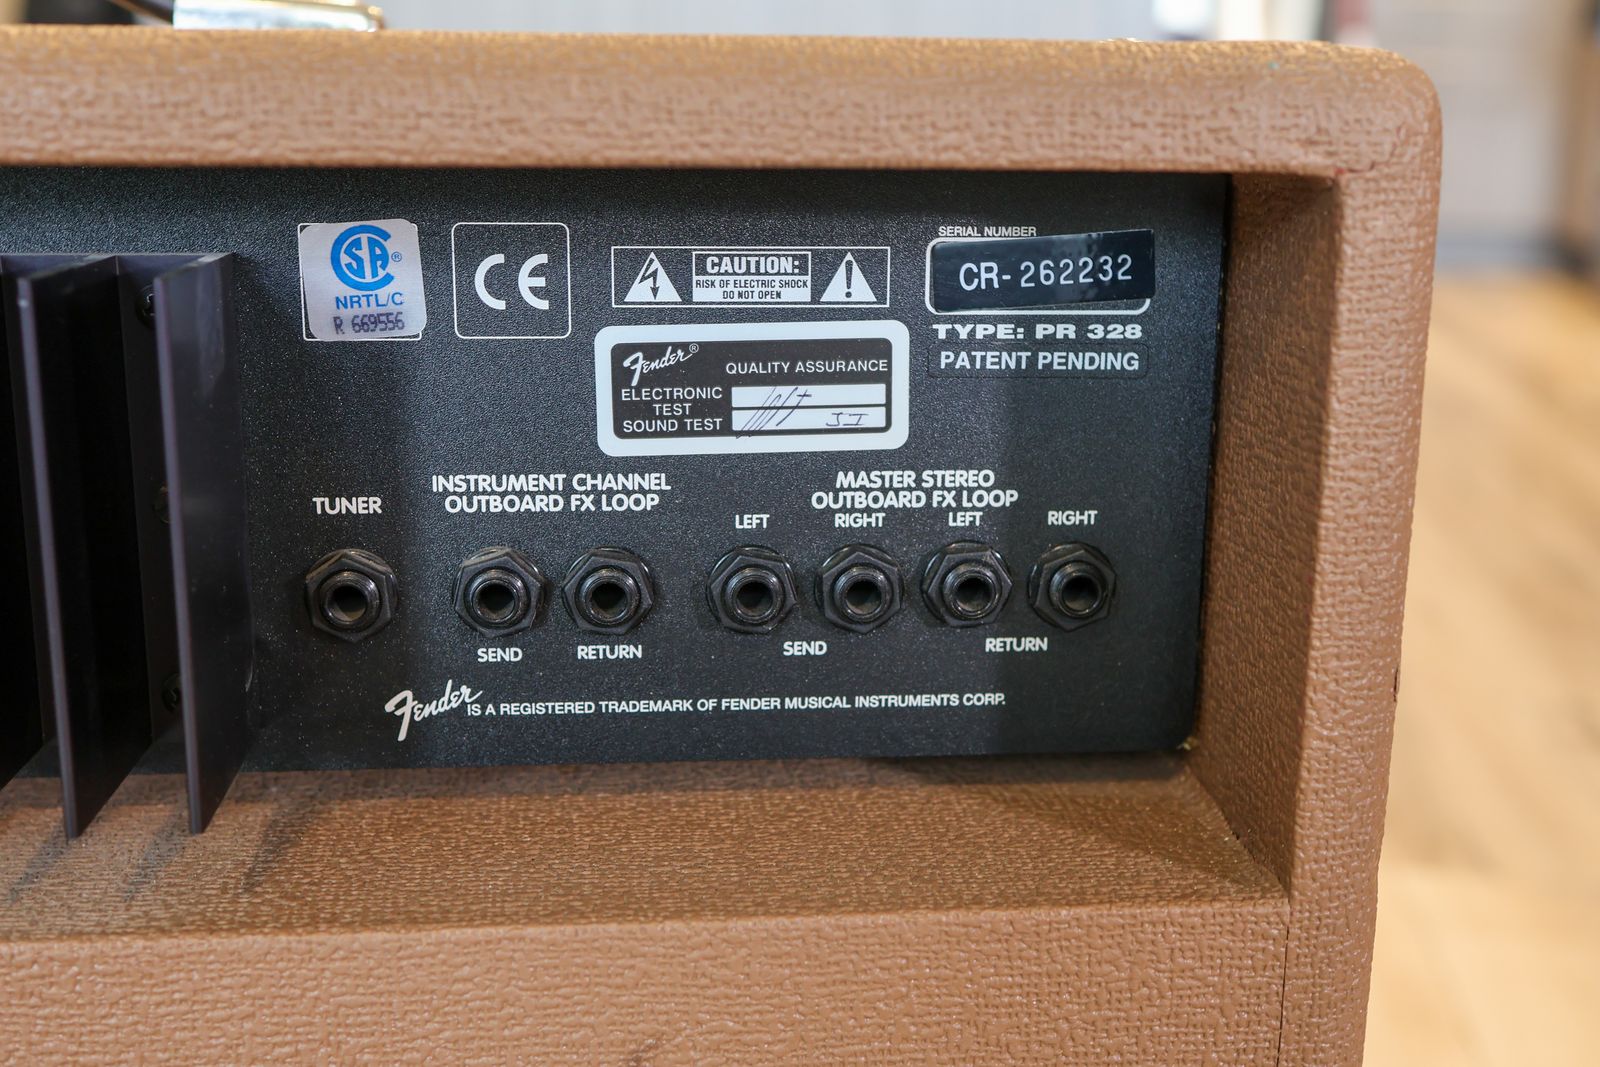 CSA®
NRTL/C
R 669556
CE
CAUTION:
RISK OF ELECTRIC SHOCK
DO NOT OPEN
SERIAL NUMBER
CR-262232
TYPE: PR 328
PATENT PENDING
Fender®
QUALITY ASSURANCE
ELECTRONIC
TEST
SOUND TEST
TUNER
INSTRUMENT CHANNEL
OUTBOARD FX LOOP
SEND
RETURN
MASTER STEREO
OUTBOARD FX LOOP
LEFT RIGHT LEFT RIGHT
SEND RETURN
Fender IS A REGISTERED TRADEMARK OF FENDER MUSICAL INSTRUMENTS CORP.